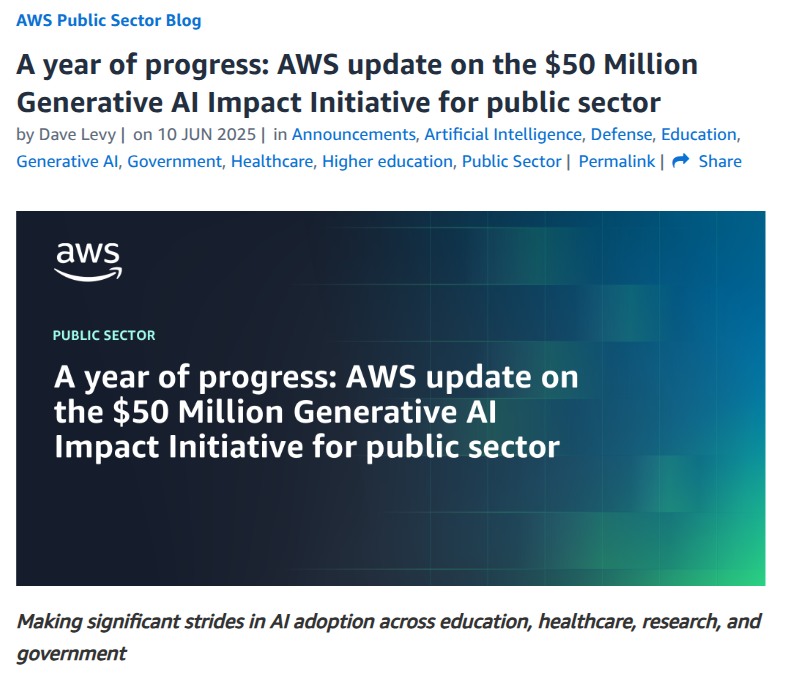 AWS Public Sector Blog
A year of progress: AWS update on the $50 Million
Generative AI Impact Initiative for public sector
by Dave Levy | on 10 JUN 2025 | in Announcements, Artificial Intelligence, Defense, Education,
Generative AI, Government, Healthcare, Higher education, Public Sector | Permalink | Share
aws
PUBLIC SECTOR
A year of progress: AWS update on
the $50 Million Generative AI
Impact Initiative for public sector
Making significant strides in AI adoption across education, healthcare, research, and
government